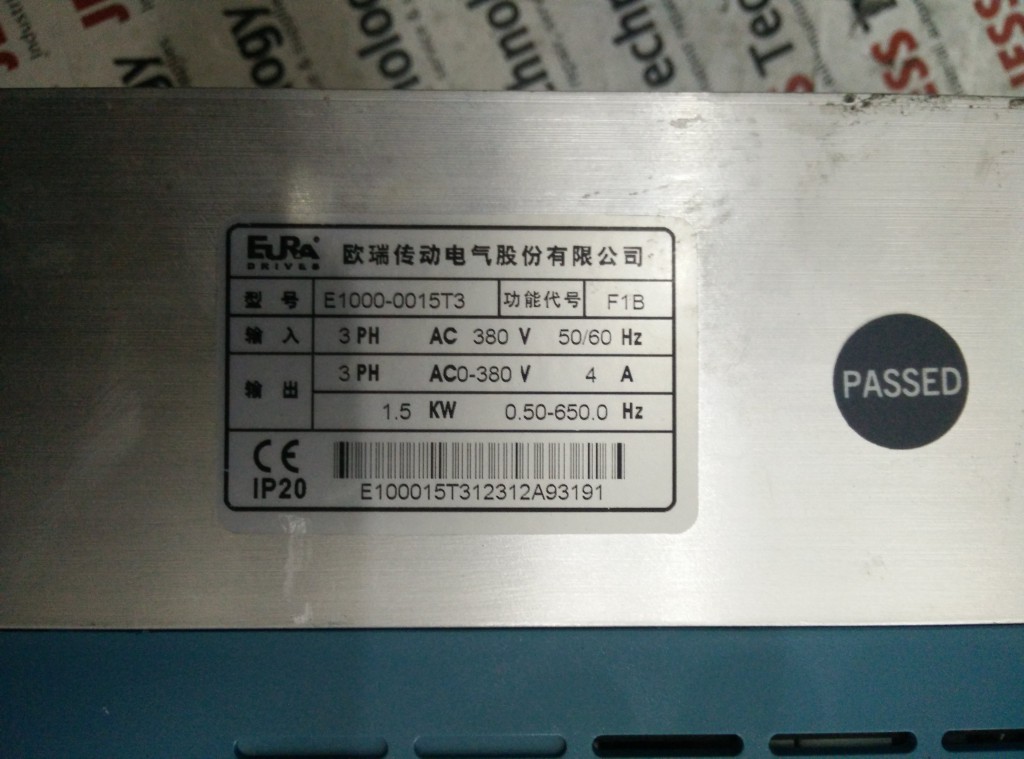 JESS Technology
EURA DRIVES 欧瑞传动电气股份有限公司
型号 E1000-0015T3 功能代号 F1B
输入 3 PH AC 380 V 50/60 Hz
输出 3 PH AC0-380 V 4 A
1.5 KW 0.50-650.0 Hz
CE
IP20
E100015T312312A93191
PASSED